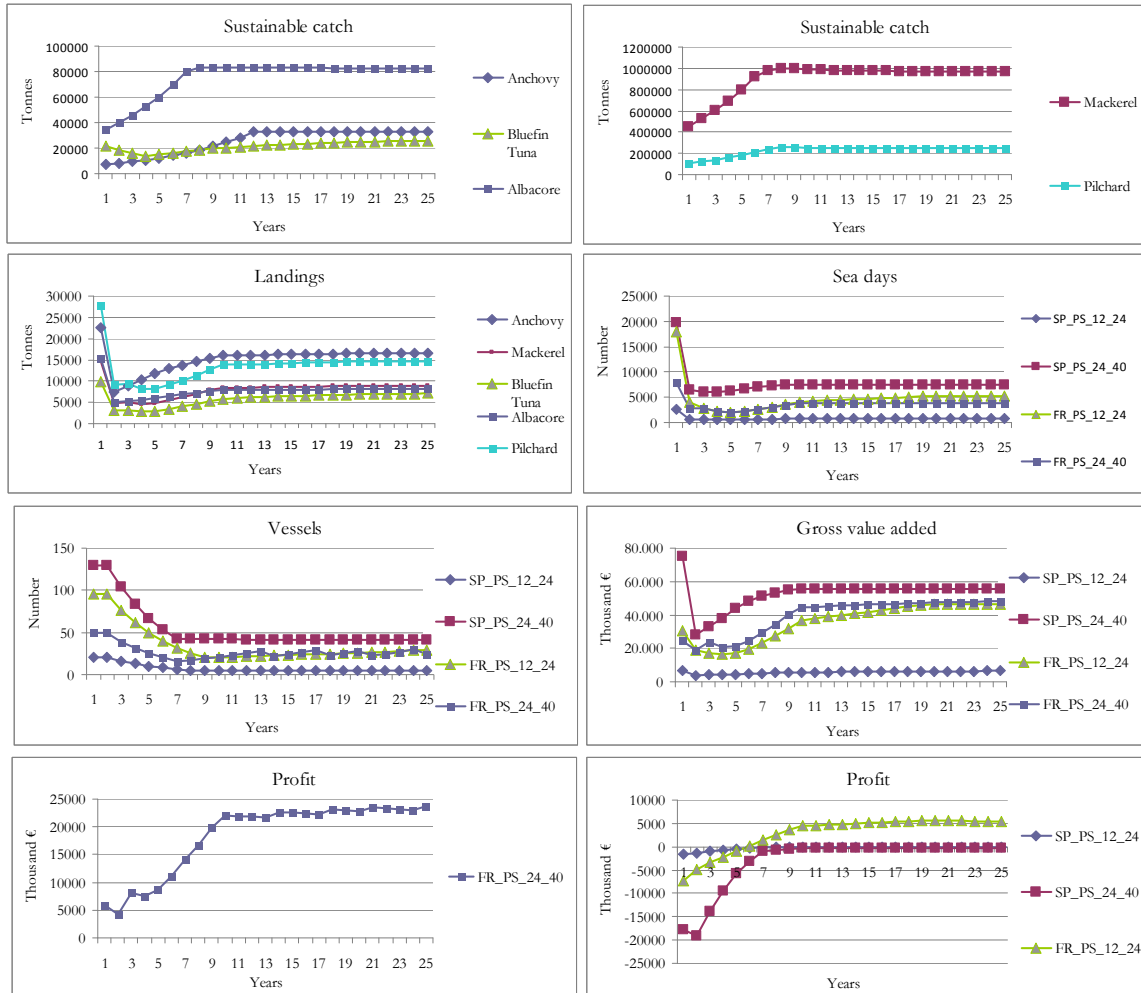 Sustainable catch
Tonnes
100000
80000
60000
40000
20000
0
1 3 5 7 9 11 13 15 17 19 21 23 25
Years
Anchovy
Bluefin
Tuna
Albacore
Sustainable catch
Tonnes
1200000
1000000
800000
600000
400000
200000
0
1 3 5 7 9 11 13 15 17 19 21 23 25
Years
Mackerel
Pilchard
Landings
Tonnes
30000
25000
20000
15000
10000
5000
0
1 3 5 7 9 11 13 15 17 19 21 23 25
Years
Anchovy
Mackerel
Bluefin
Tuna
Albacore
Pilchard
Sea days
Number
25000
20000
15000
10000
5000
0
1 3 5 7 9 11 13 15 17 19 21 23 25
Years
SP_PS_12_24
SP_PS_24_40
FR_PS_12_24
FR_PS_24_40
Vessels
Number
150
100
50
0
1 3 5 7 9 11 13 15 17 19 21 23 25
Years
SP_PS_12_24
SP_PS_24_40
FR_PS_12_24
FR_PS_24_40
Gross value added
Thousand €
80.000
60.000
40.000
20.000
0
1 3 5 7 9 11 13 15 17 19 21 23 25
Years
SP_PS_12_24
SP_PS_24_40
FR_PS_12_24
FR_PS_24_40
Profit
Thousand €
25000
20000
15000
10000
5000
0
1 3 5 7 9 11 13 15 17 19 21 23 25
Years
FR_PS_24_40
Profit
Thousand €
10000
5000
0
-5000
-10000
-15000
-20000
-25000
1 3 5 7 9 11 13 15 17 19 21 23 25
Years
SP_PS_12_24
SP_PS_24_40
FR_PS_12_24